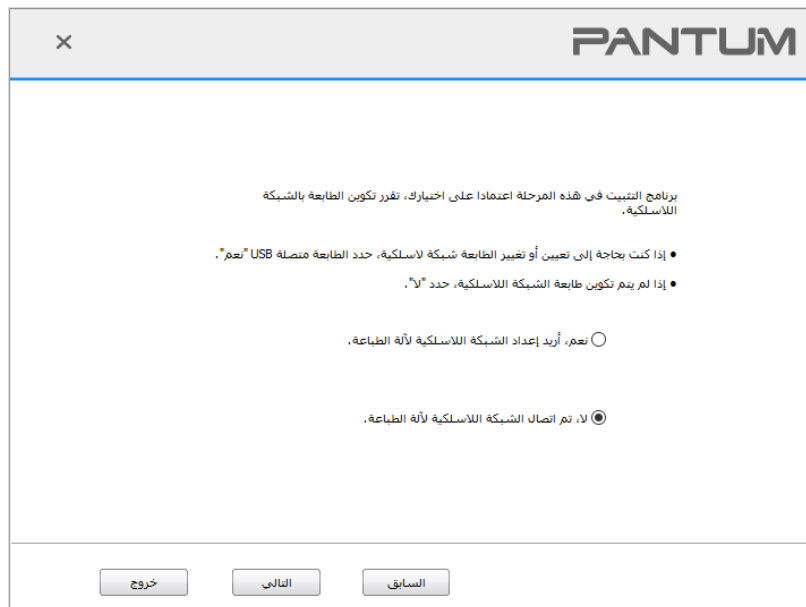 PANTUM
برنامج التثبيت في هذه المرحلة اعتمادا على اختيارك، تقرر تكوين الطابعة بالشبكة
اللاسلكية.
• إذا كنت بحاجة إلى تعيين أو تغيير الطابعة شبكة لاسلكية، حدد الطابعة متصلة USB "نعم".
• إذا لم يتم تكوين طابعة الشبكة اللاسلكية، حدد "لا".
نعم، أريد إعداد الشبكة اللاسلكية لآلة الطباعة.
لا، تم اتصال الشبكة اللاسلكية لآلة الطباعة.
السابق التالي خروج